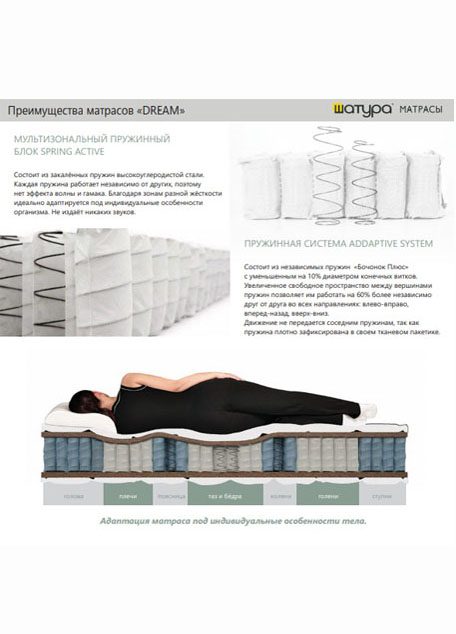 Преимущества матрасов «DREAM»
Шатура® МАТРАСЫ
МУЛЬТИЗОНАЛЬНЫЙ ПРУЖИННЫЙ
БЛОК SPRING ACTIVE
Состоит из закалённых пружин высокоуглеродистой стали.
Каждая пружина работает независимо от других, поэтому
нет эффекта волны и гамака. Благодаря зонам разной жёсткости
идеально адаптируется под индивидуальные особенности
организма. Не издаёт никаких звуков.
ПРУЖИННАЯ СИСТЕМА ADDAPTIVE SYSTEM
Состоит из независимых пружин «Бочонок Плюс»
с уменьшенным на 10% диаметром конечных витков.
Увеличенное свободное пространство между вершинами
пружин позволяет им работать на 60% более независимо
друг от друга во всех направлениях: влево-вправо,
вперед-назад, вверх-вниз.
Движение не передается соседним пружинам, так как
пружина плотно зафиксирована в своем тканевом пакетике.
голова плечи поясница таз и бёдра колени голени ступни
Адаптация матраса под индивидуальные особенности тела.